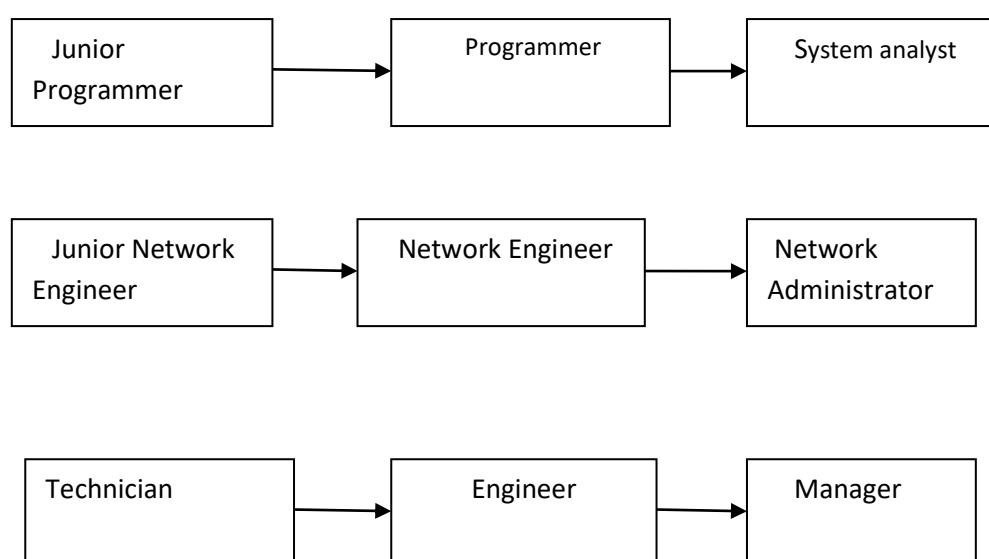 Junior
Programmer
Programmer
System analyst
Junior Network
Engineer
Network Engineer
Network
Administrator
Technician
Engineer
Manager